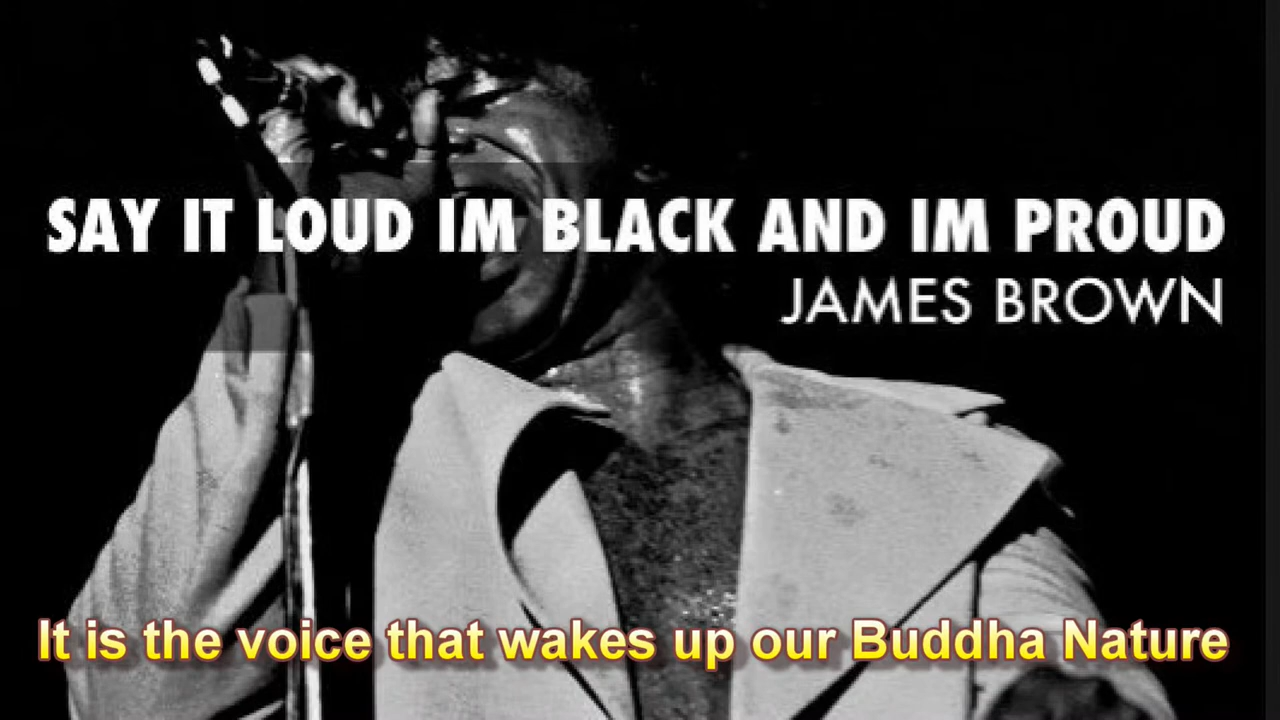 SAY IT LOUD IM BLACK AND IM PROUD
JAMES BROWN
It is the voice that wakes up our Buddha Nature